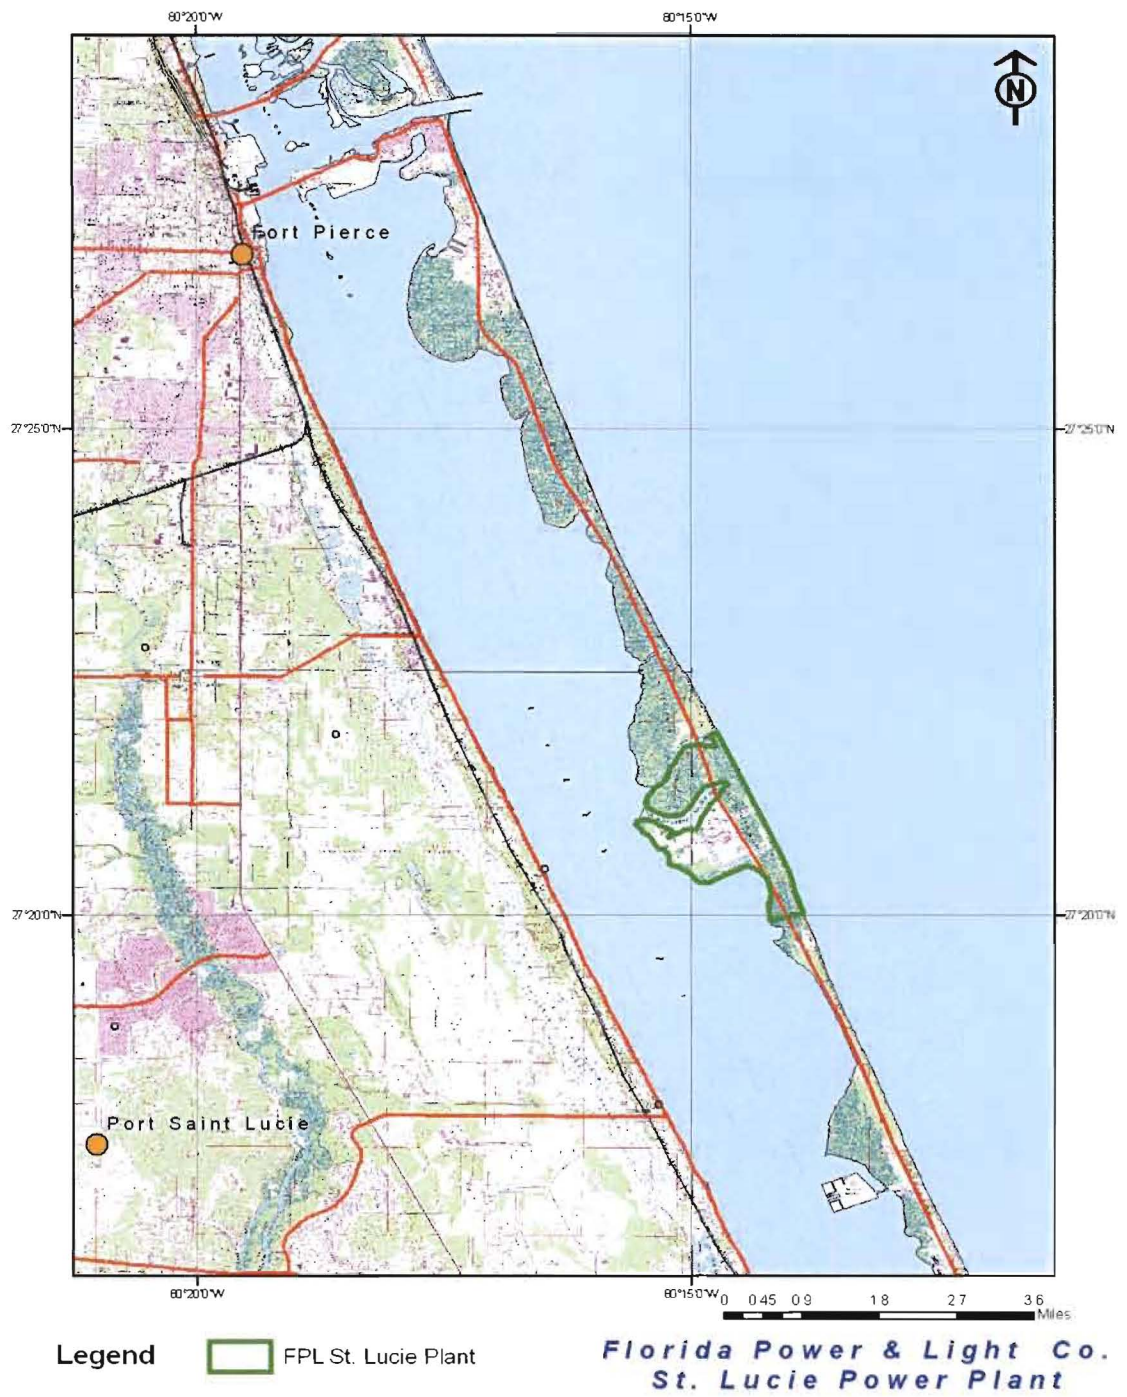 80°20'0"W 80°15'0"W
N
Fort Pierce
27°25'0"N 27°25'0"N
27°20'0"N 27°20'0"N
Port Saint Lucie
80°20'0"W 80°15'0"W
0 0.45 0.9 1.8 2.7 3.6
Miles
Legend
FPL St. Lucie Plant
Florida Power & Light Co.
St. Lucie Power Plant